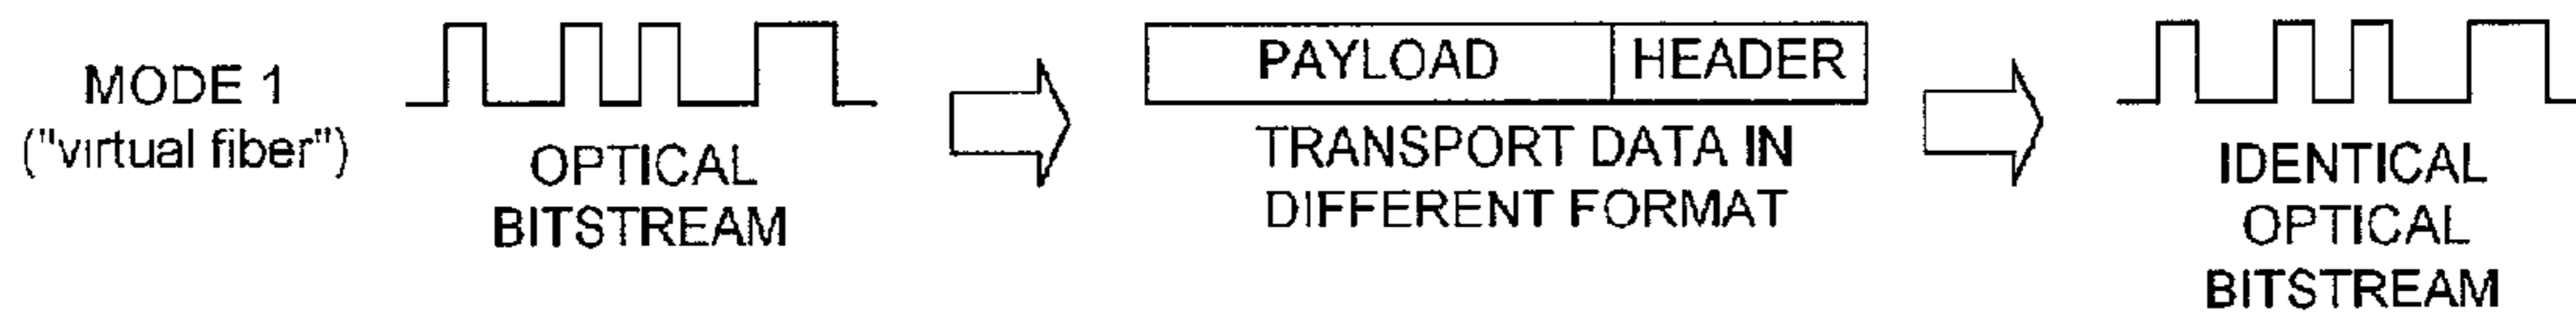 MODE 1
("virtual fiber")
OPTICAL
BITSTREAM
PAYLOAD HEADER
TRANSPORT DATA IN
DIFFERENT FORMAT
IDENTICAL
OPTICAL
BITSTREAM